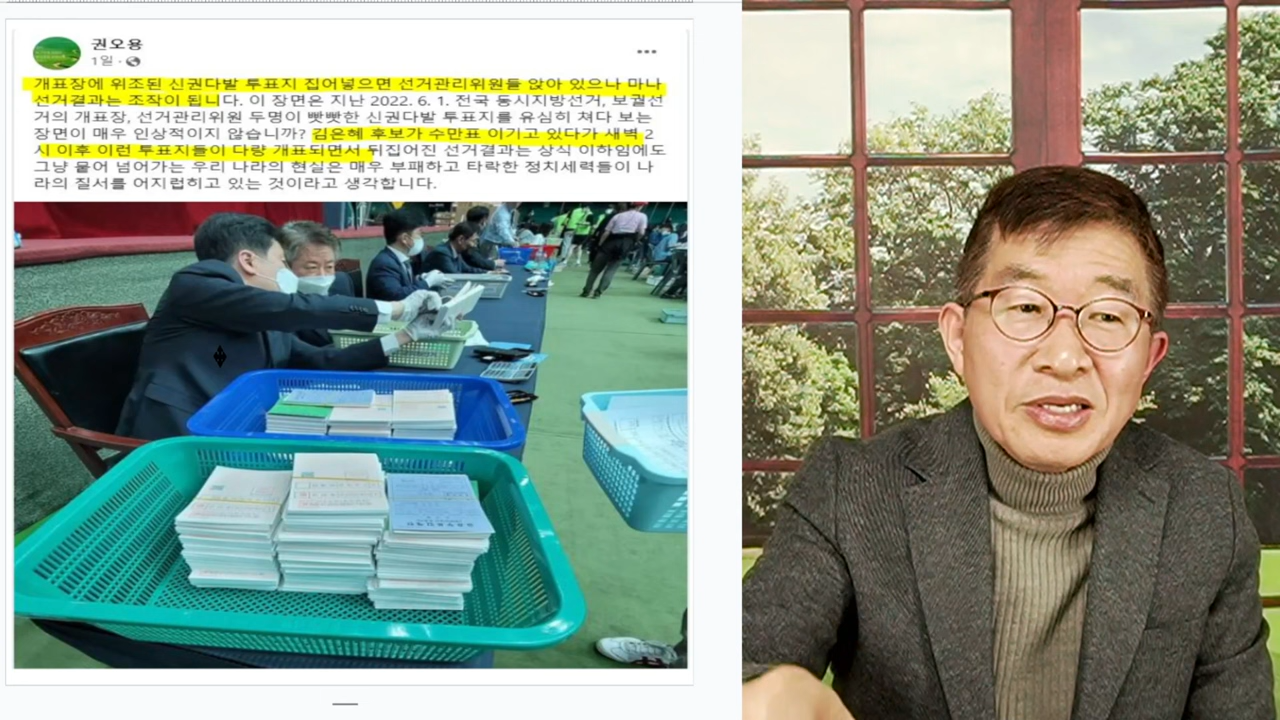 권오용
1일
개표장에 위조된 신권다발 투표지 집어넣으면 선거관리위원들 앉아 있으나 마나
선거결과는 조작이 됩니다. 이 장면은 지난 2022. 6. 1. 전국 동시지방선거, 보궐선
거의 개표장, 선거관리위원 두명이 빳빳한 신권다발 투표지를 유심히 쳐다 보는
장면이 매우 인상적이지 않습니까? 김은혜 후보가 수만표 이기고 있다가 새벽 2
시 이후 이런 투표지들이 다량 개표되면서 뒤집어진 선거결과는 상식 이하임에도
그냥 묻어 넘어가는 우리 나라의 현실은 매우 부패하고 타락한 정치세력들이 나
라의 질서를 어지럽히고 있는 것이라고 생각합니다.